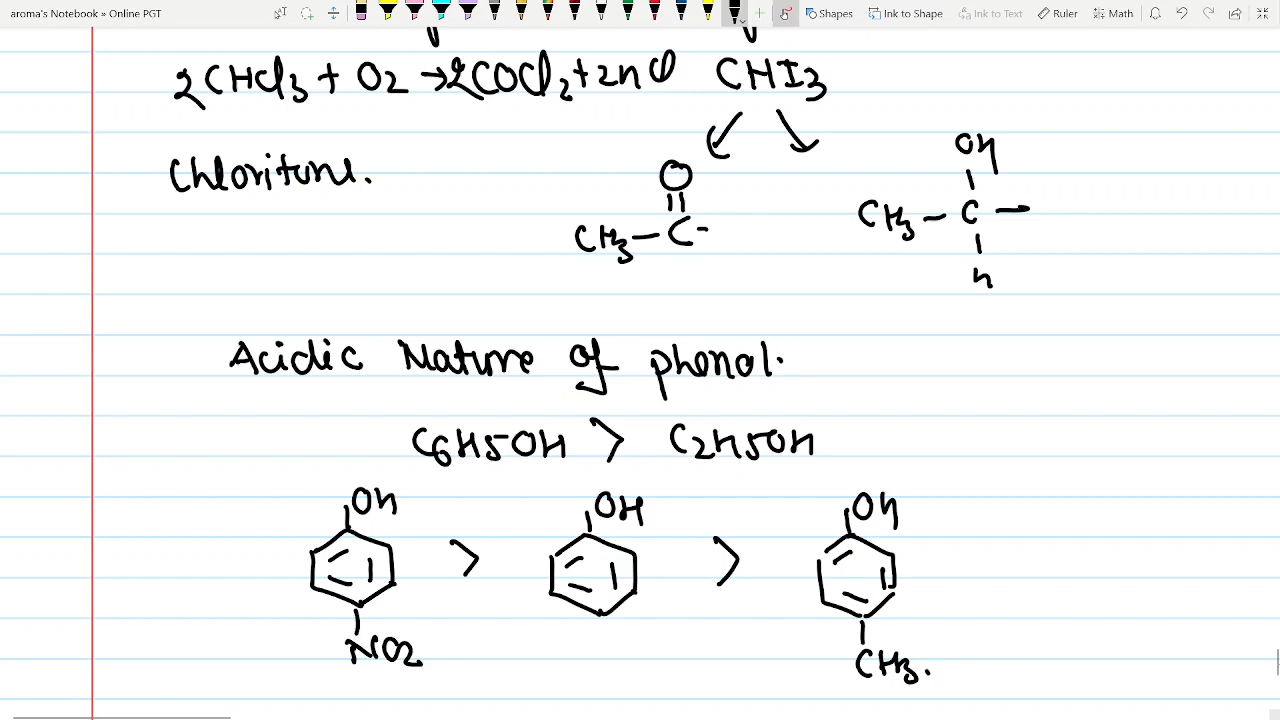 aroma's Notebook » Online PGT
Shapes Ink to Shape Ink to Text Ruler Math
2CHCl3 + O2 → 2COCl2 + 2HCl CHI3
Chloritone.
O
CH3 - C -
OH
CH3 - C -
H
Acidic Nature of phenol.
C6H5OH > C2H5OH
OH OH OH
> >
NO2 CH3.